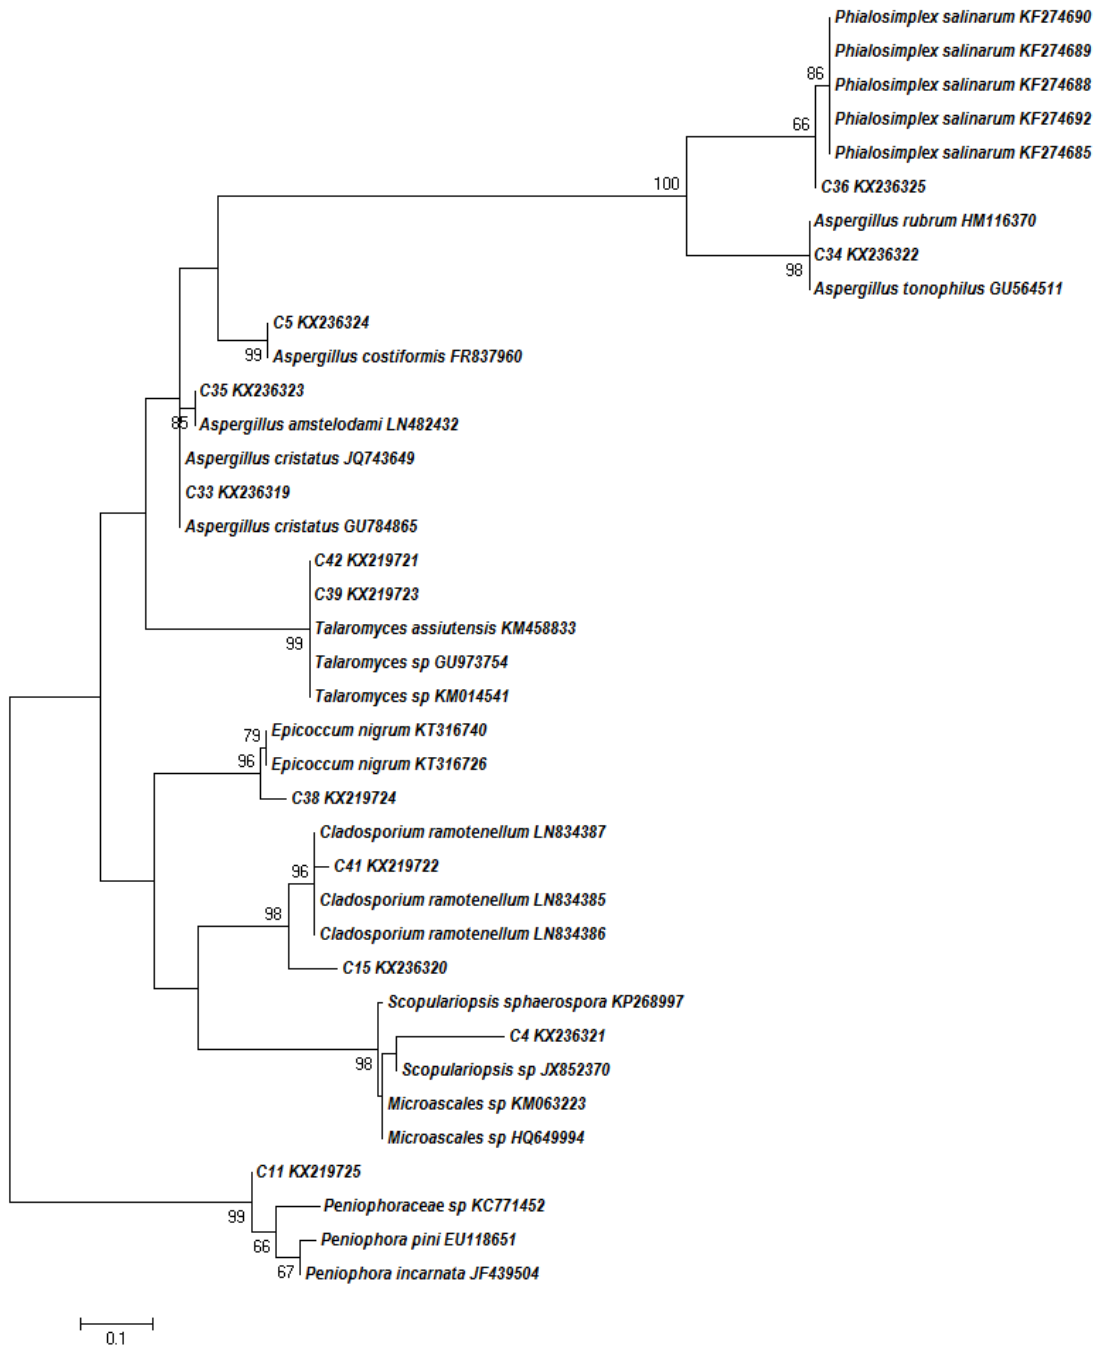 Phialosimplex salinarum KF274690
Phialosimplex salinarum KF274689
86
Phialosimplex salinarum KF274688
Phialosimplex salinarum KF274692
66
Phialosimplex salinarum KF274685
100
C36 KX236325
Aspergillus rubrum HM116370
C34 KX236322
98
Aspergillus tonophilus GU564511
C5 KX236324
99
Aspergillus costiformis FR837960
C35 KX236323
85
Aspergillus amstelodami LN482432
Aspergillus cristatus JQ743649
C33 KX236319
Aspergillus cristatus GU784865
C42 KX219721
C39 KX219723
Talaromyces assiutensis KM458833
99
Talaromyces sp GU973754
Talaromyces sp KM014541
79
Epicoccum nigrum KT316740
96
Epicoccum nigrum KT316726
C38 KX219724
Cladosporium ramotenellum LN834387
C41 KX219722
96
Cladosporium ramotenellum LN834385
98
Cladosporium ramotenellum LN834386
C15 KX236320
Scopulariopsis sphaerospora KP268997
C4 KX236321
98
Scopulariopsis sp JX852370
Microascales sp KM063223
Microascales sp HQ649994
C11 KX219725
99
Peniophoraceae sp KC771452
66
Peniophora pini EU118651
67
Peniophora incarnata JF439504
0.1